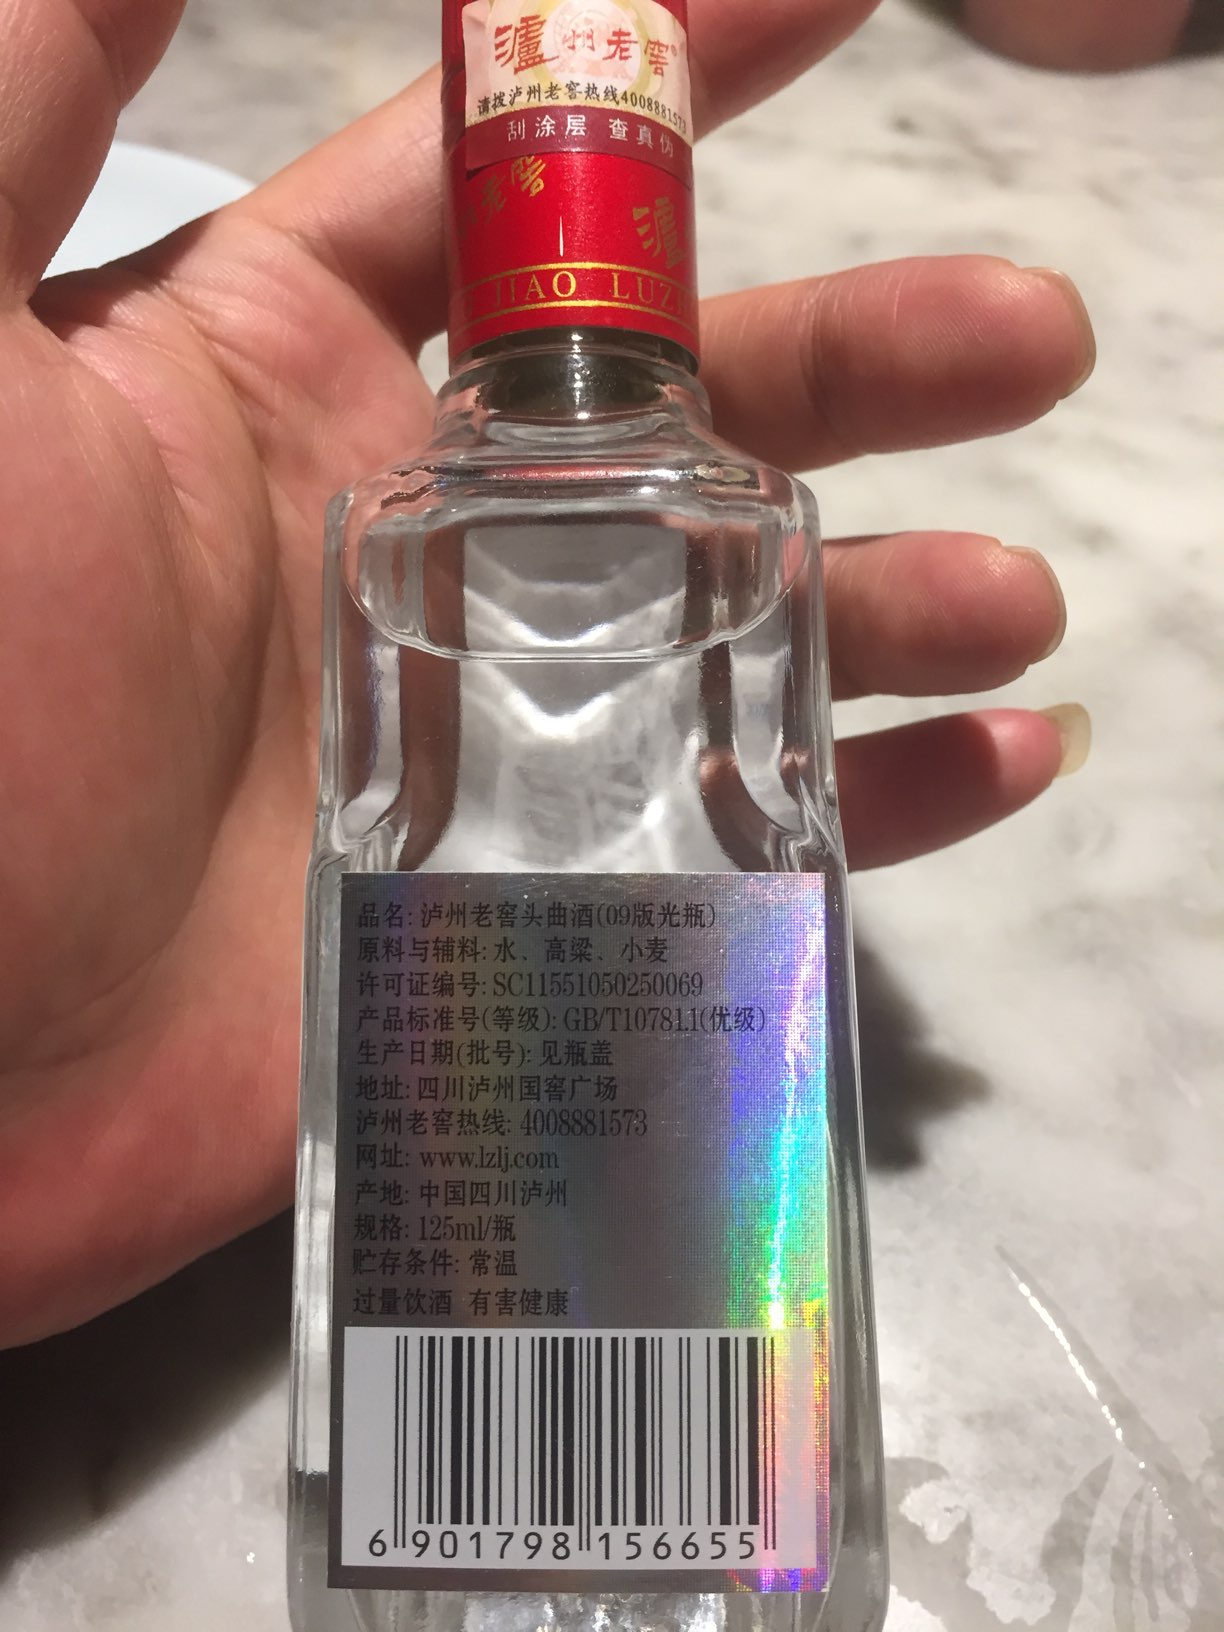 泸州老窖
请拨泸州老窖热线4008881573
刮涂层 查真伪
老窖 泸
JIAO LUZ
品名: 泸州老窖头曲酒(09版光瓶)
原料与辅料: 水、高粱、小麦
许可证编号: SC11551050250069
产品标准号(等级): GB/T10781.1(优级)
生产日期(批号): 见瓶盖
地址: 四川泸州国窖广场
泸州老窖热线: 4008881573
网址: www.lzlj.com
产地: 中国四川泸州
规格: 125ml/瓶
贮存条件: 常温
过量饮酒 有害健康
6 901798 156655